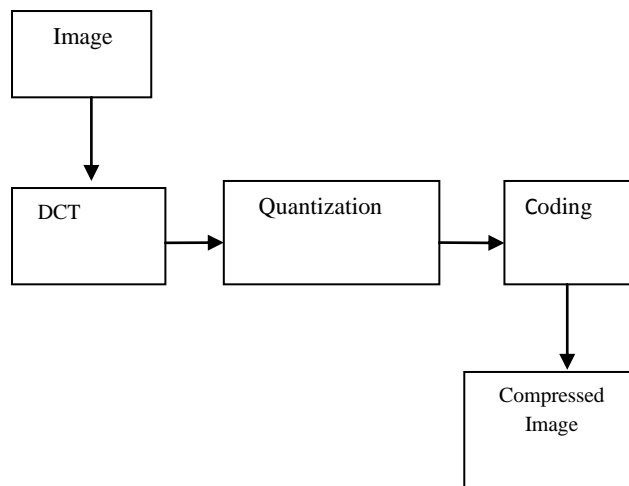 Image
DCT
Quantization
Coding
Compressed
Image